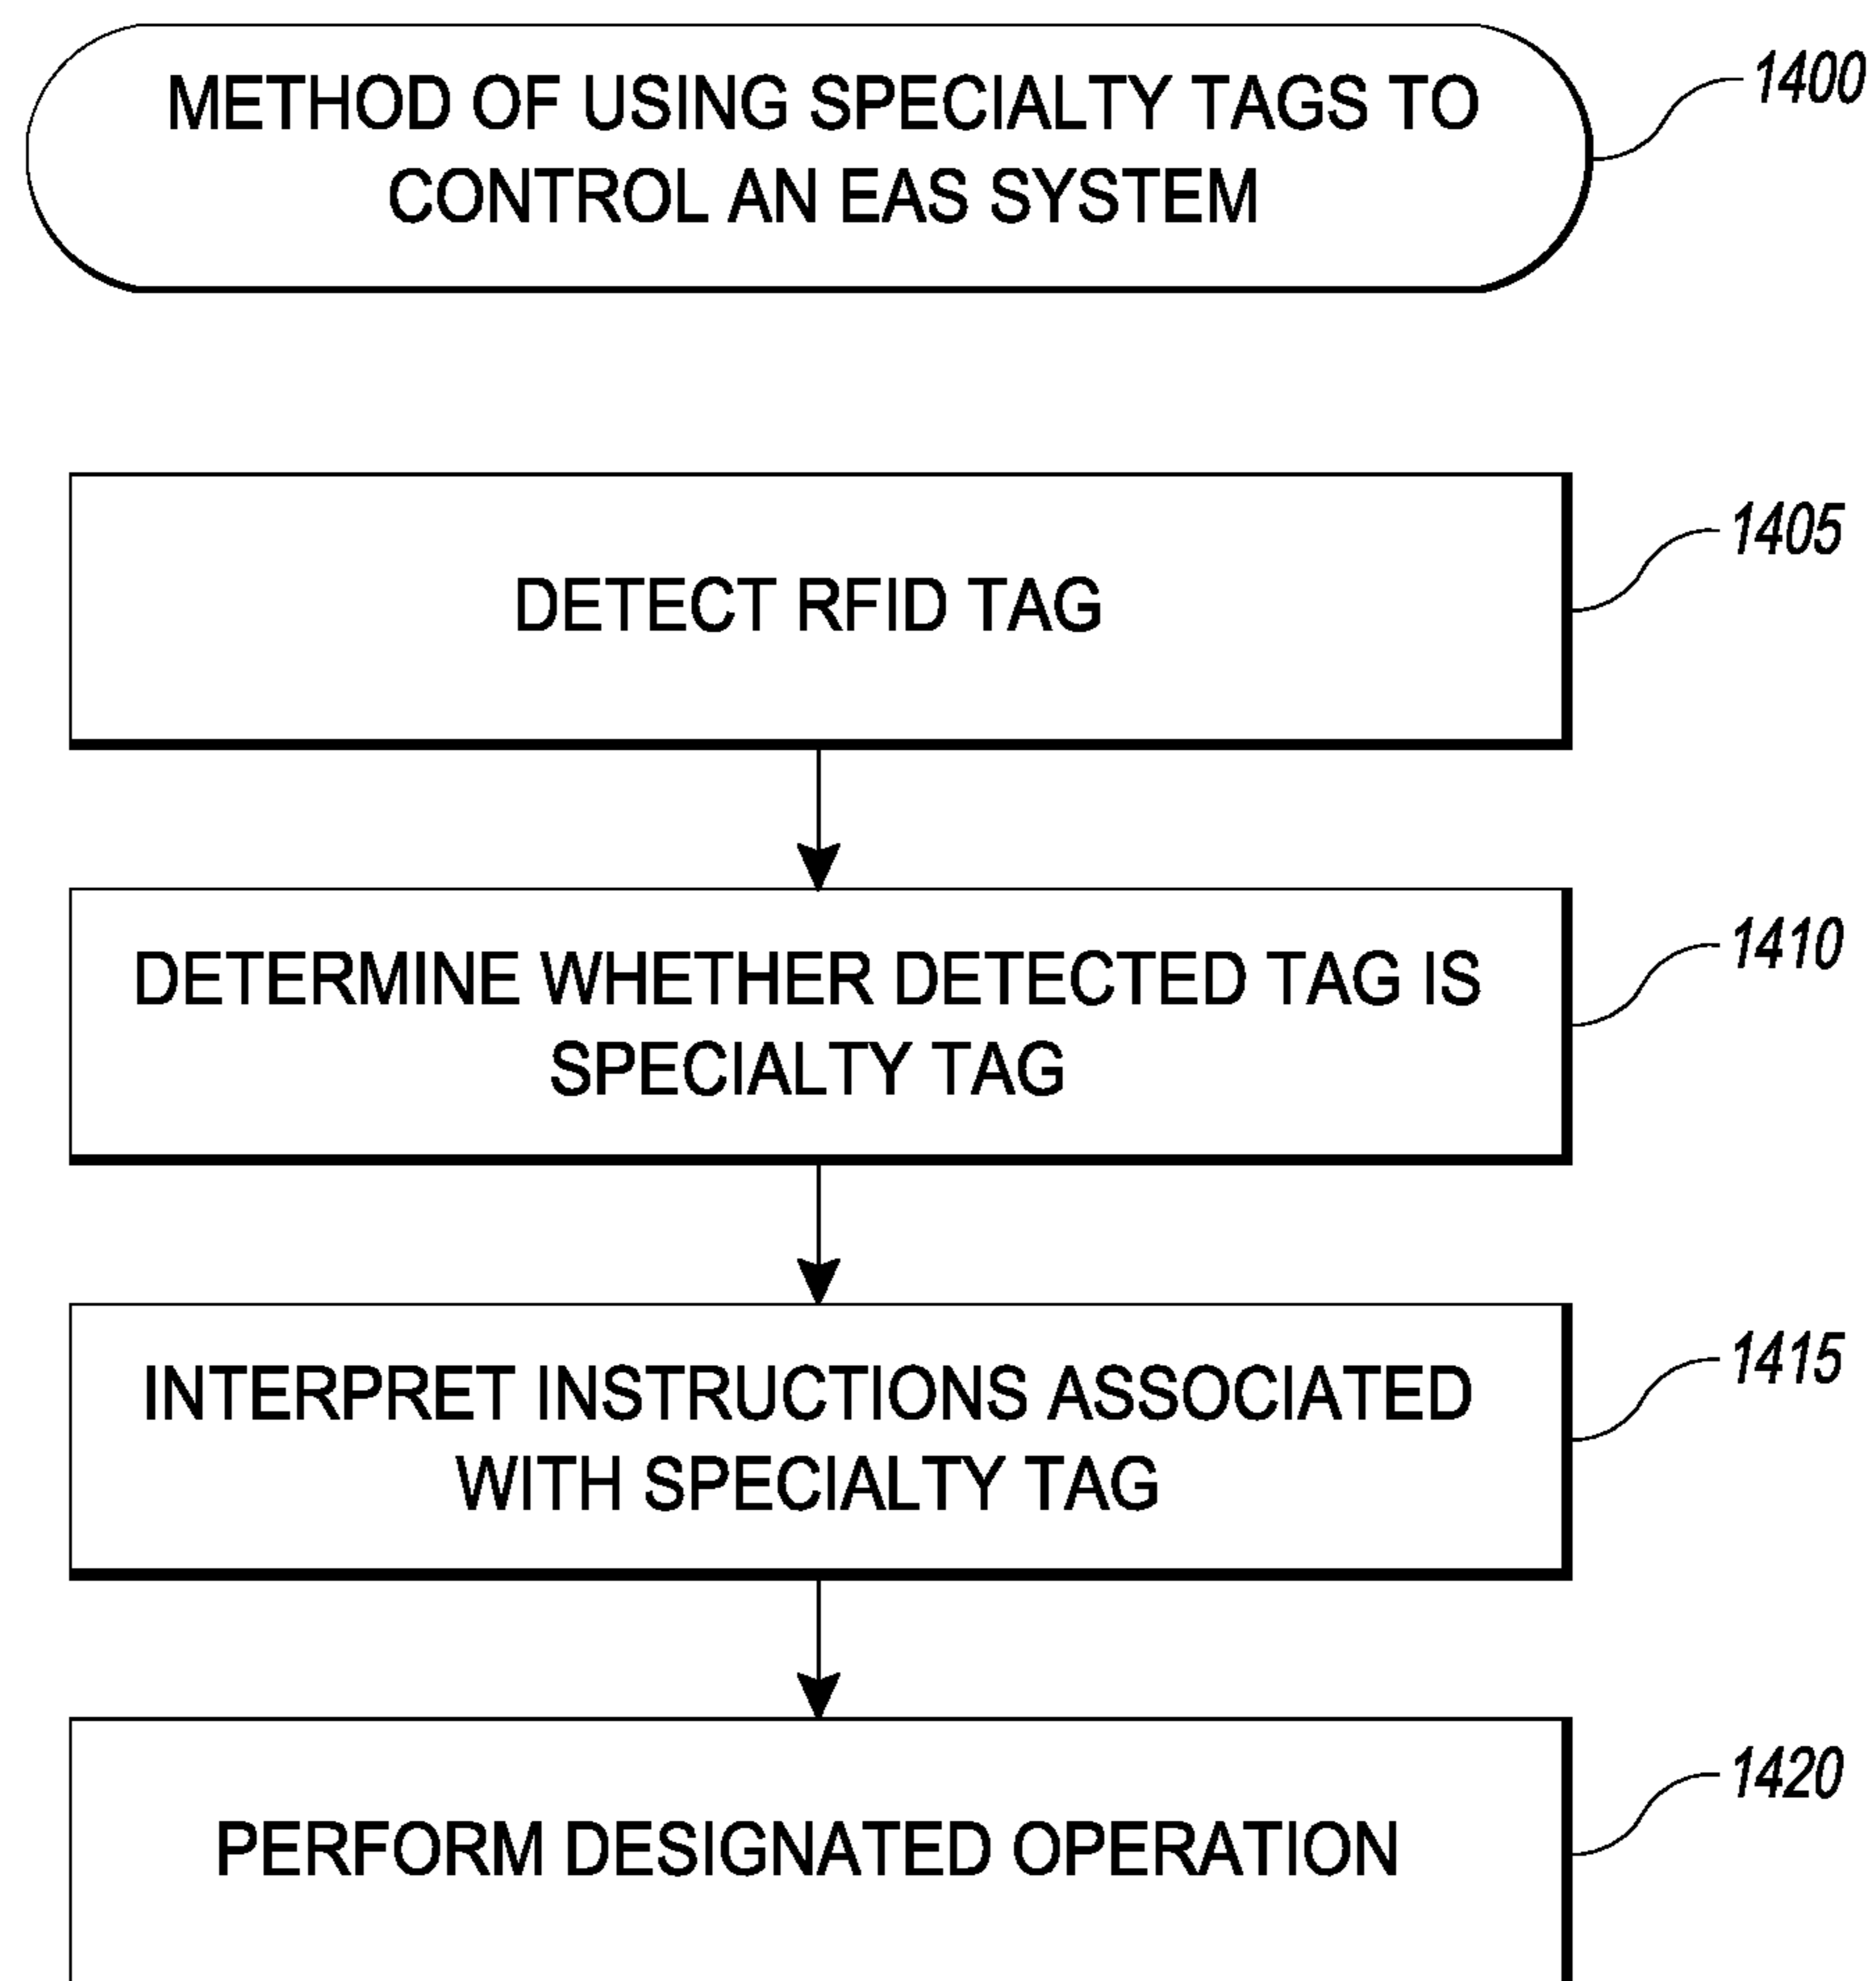 METHOD OF USING SPECIALTY TAGS TO
CONTROL AN EAS SYSTEM
1400
DETECT RFID TAG
1405
DETERMINE WHETHER DETECTED TAG IS
SPECIALTY TAG
1410
INTERPRET INSTRUCTIONS ASSOCIATED
WITH SPECIALTY TAG
1415
PERFORM DESIGNATED OPERATION
1420